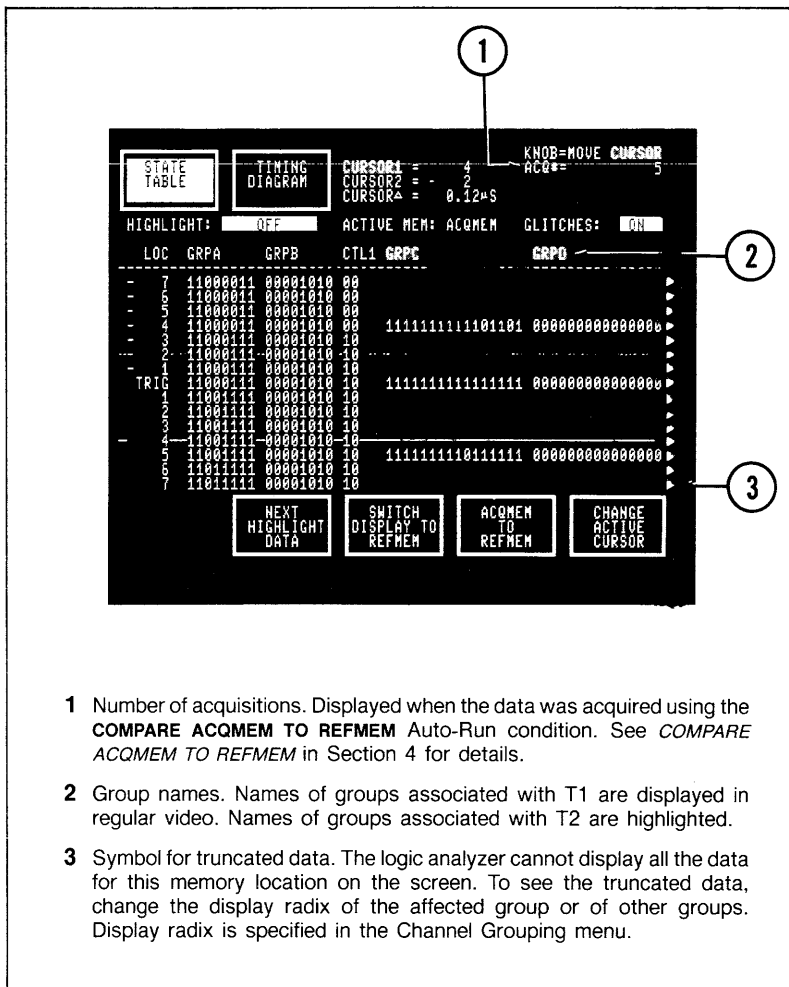 1
KNOB=MOVE CURSOR
STATE TABLE
TIMING DIAGRAM
CURSOR1 = 4
ACQ#= 5
CURSOR2 = - 2
CURSOR△ = 0.12µS
HIGHLIGHT: OFF ACTIVE MEM: ACQMEM GLITCHES: ON
LOC GRPA GRPB CTL1 GRPC GRPD
2
- 7 11000011 00001010 00
- 6 11000011 00001010 00
- 5 11000011 00001010 00
- 4 11000011 00001010 00 1111111111101101 0000000000000000
- 3 11000111 00001010 10
- 2 11000111 00001010 10
- 1 11000111 00001010 10
TRIG 11000111 00001010 10 1111111111111111 0000000000000000
1 11001111 00001010 10
2 11001111 00001010 10
3 11001111 00001010 10
4 11001111 00001010 10
5 11001111 00001010 10 1111111110111111 000000000000000
6 11011111 00001010 10
7 11011111 00001010 10
3
NEXT HIGHLIGHT DATA
SWITCH DISPLAY TO REFMEM
ACQMEM TO REFMEM
CHANGE ACTIVE CURSOR
1 Number of acquisitions. Displayed when the data was acquired using the
COMPARE ACQMEM TO REFMEM Auto-Run condition. See COMPARE
ACQMEM TO REFMEM in Section 4 for details.
2 Group names. Names of groups associated with T1 are displayed in
regular video. Names of groups associated with T2 are highlighted.
3 Symbol for truncated data. The logic analyzer cannot display all the data
for this memory location on the screen. To see the truncated data,
change the display radix of the affected group or of other groups.
Display radix is specified in the Channel Grouping menu.